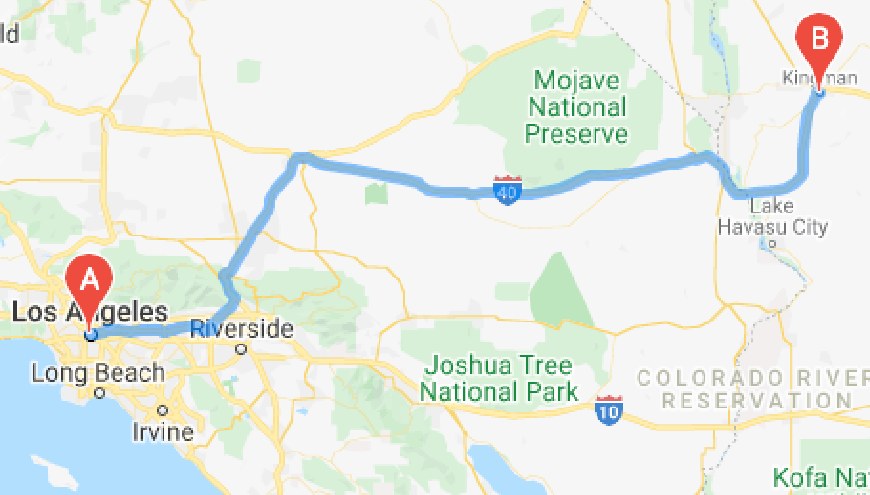 ld
B
Kingman
Mojave
National
Preserve
40
Lake
Havasu City
A
Los Angeles
Riverside
Long Beach
Joshua Tree
National Park
COLORADO RIVER
RESERVATION
10
Irvine
Kofa Na